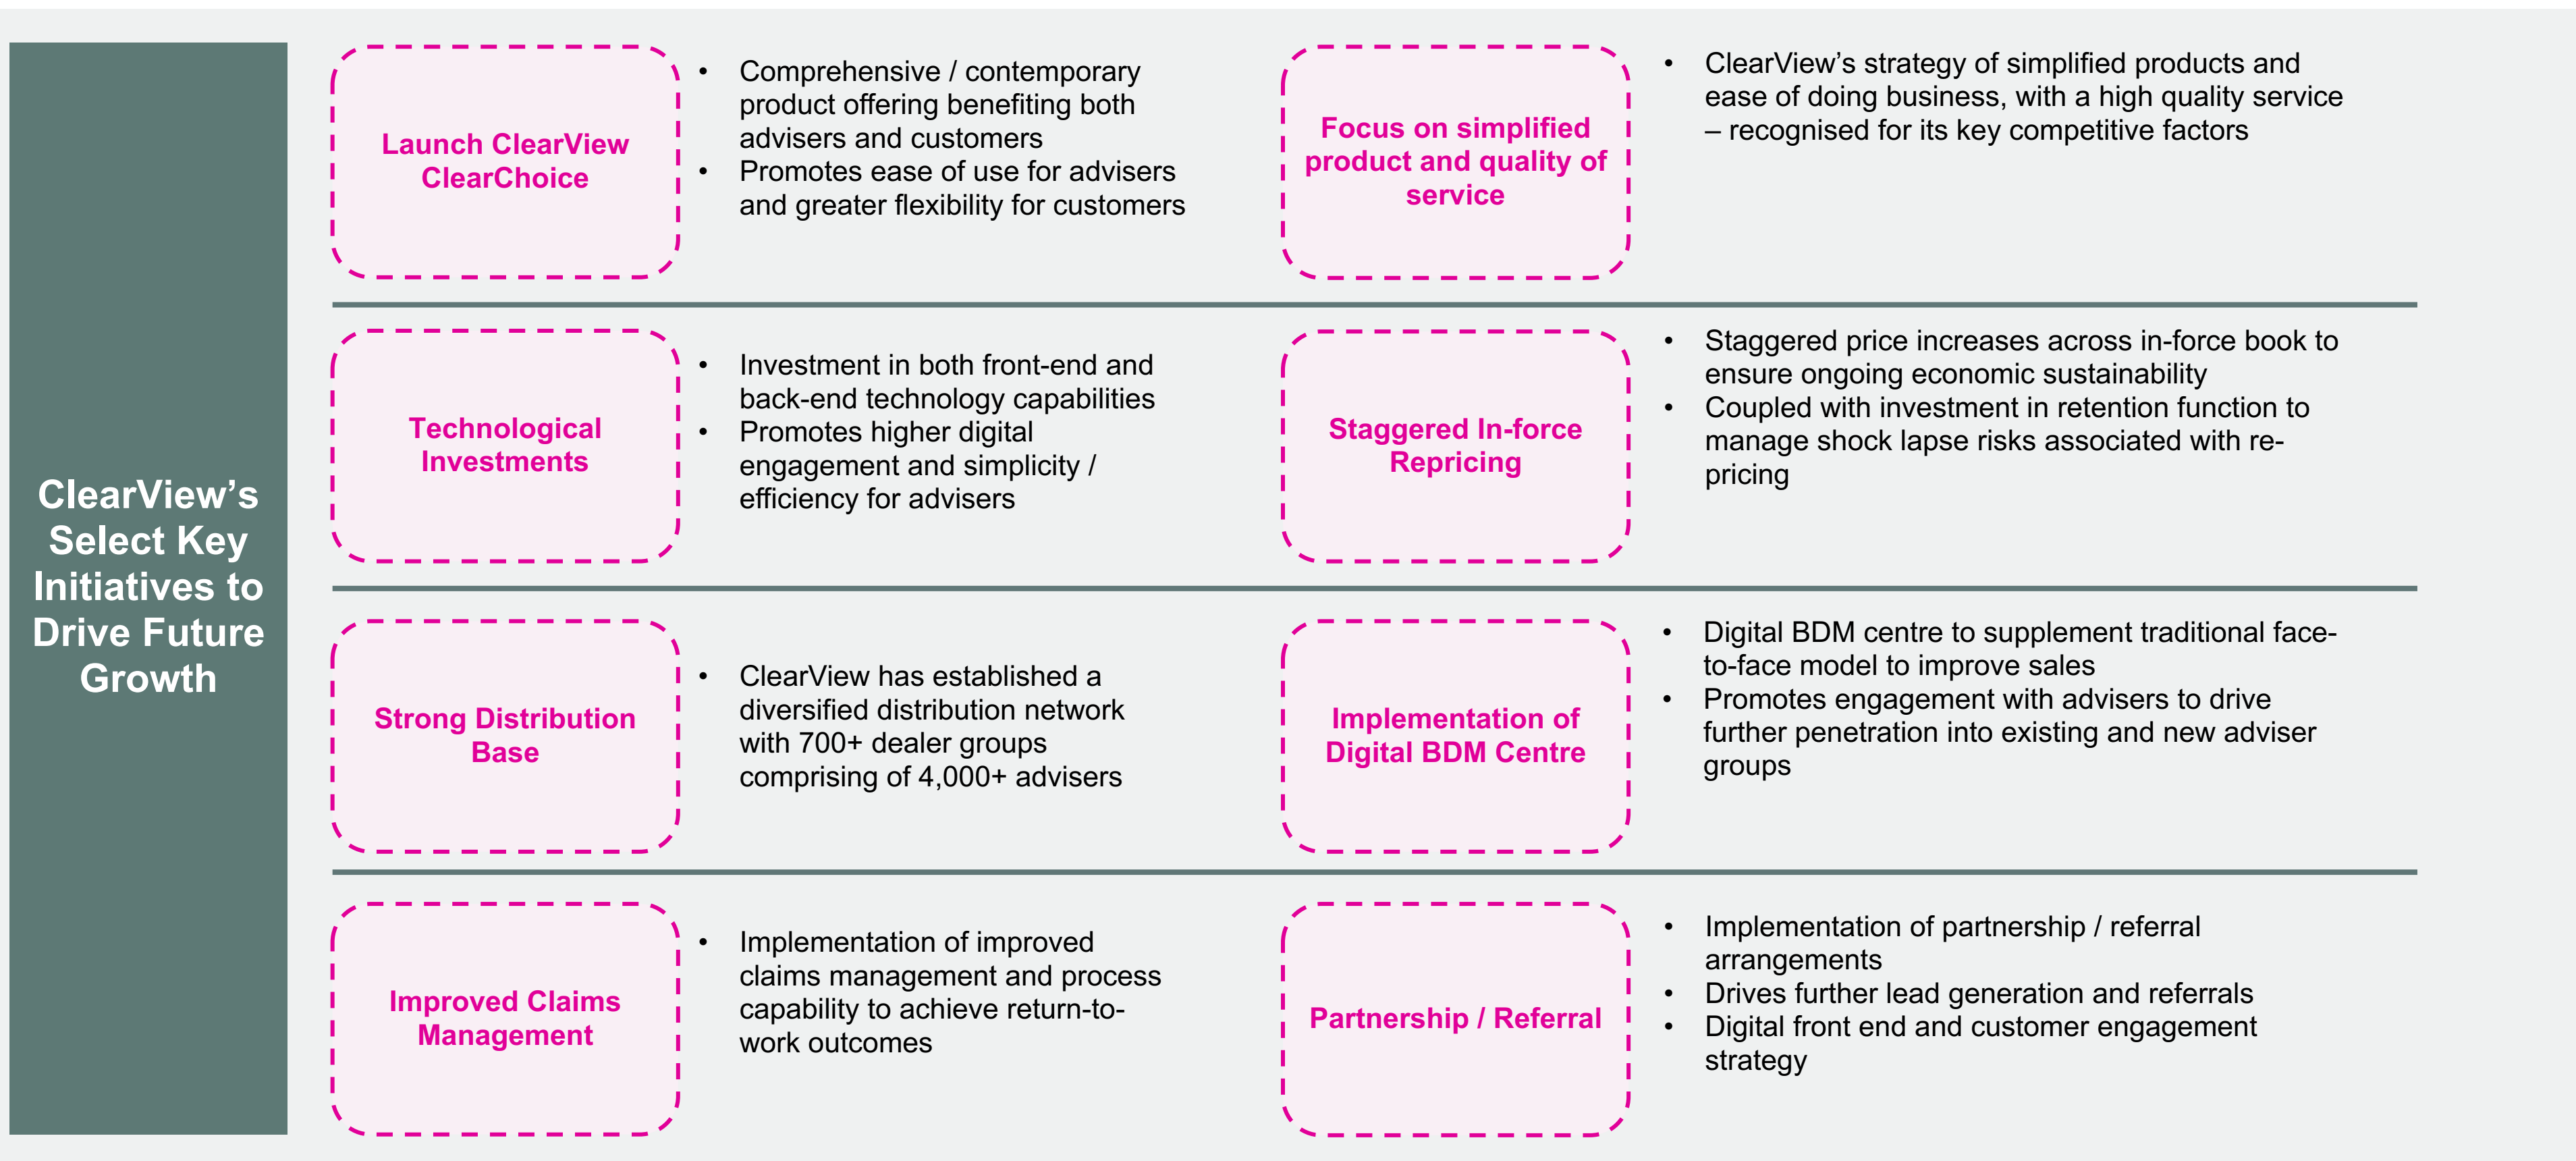 ClearView’s
Select Key
Initiatives to
Drive Future
Growth
Launch ClearView
ClearChoice
• Comprehensive / contemporary
product offering benefiting both
advisers and customers
• Promotes ease of use for advisers
and greater flexibility for customers
Focus on simplified
product and quality of
service
• ClearView’s strategy of simplified products and
ease of doing business, with a high quality service
– recognised for its key competitive factors
Technological
Investments
• Investment in both front-end and
back-end technology capabilities
• Promotes higher digital
engagement and simplicity /
efficiency for advisers
Staggered In-force
Repricing
• Staggered price increases across in-force book to
ensure ongoing economic sustainability
• Coupled with investment in retention function to
manage shock lapse risks associated with re-
pricing
Strong Distribution
Base
• ClearView has established a
diversified distribution network
with 700+ dealer groups
comprising of 4,000+ advisers
Implementation of
Digital BDM Centre
• Digital BDM centre to supplement traditional face-
to-face model to improve sales
• Promotes engagement with advisers to drive
further penetration into existing and new adviser
groups
Improved Claims
Management
• Implementation of improved
claims management and process
capability to achieve return-to-
work outcomes
Partnership / Referral
• Implementation of partnership / referral
arrangements
• Drives further lead generation and referrals
• Digital front end and customer engagement
strategy